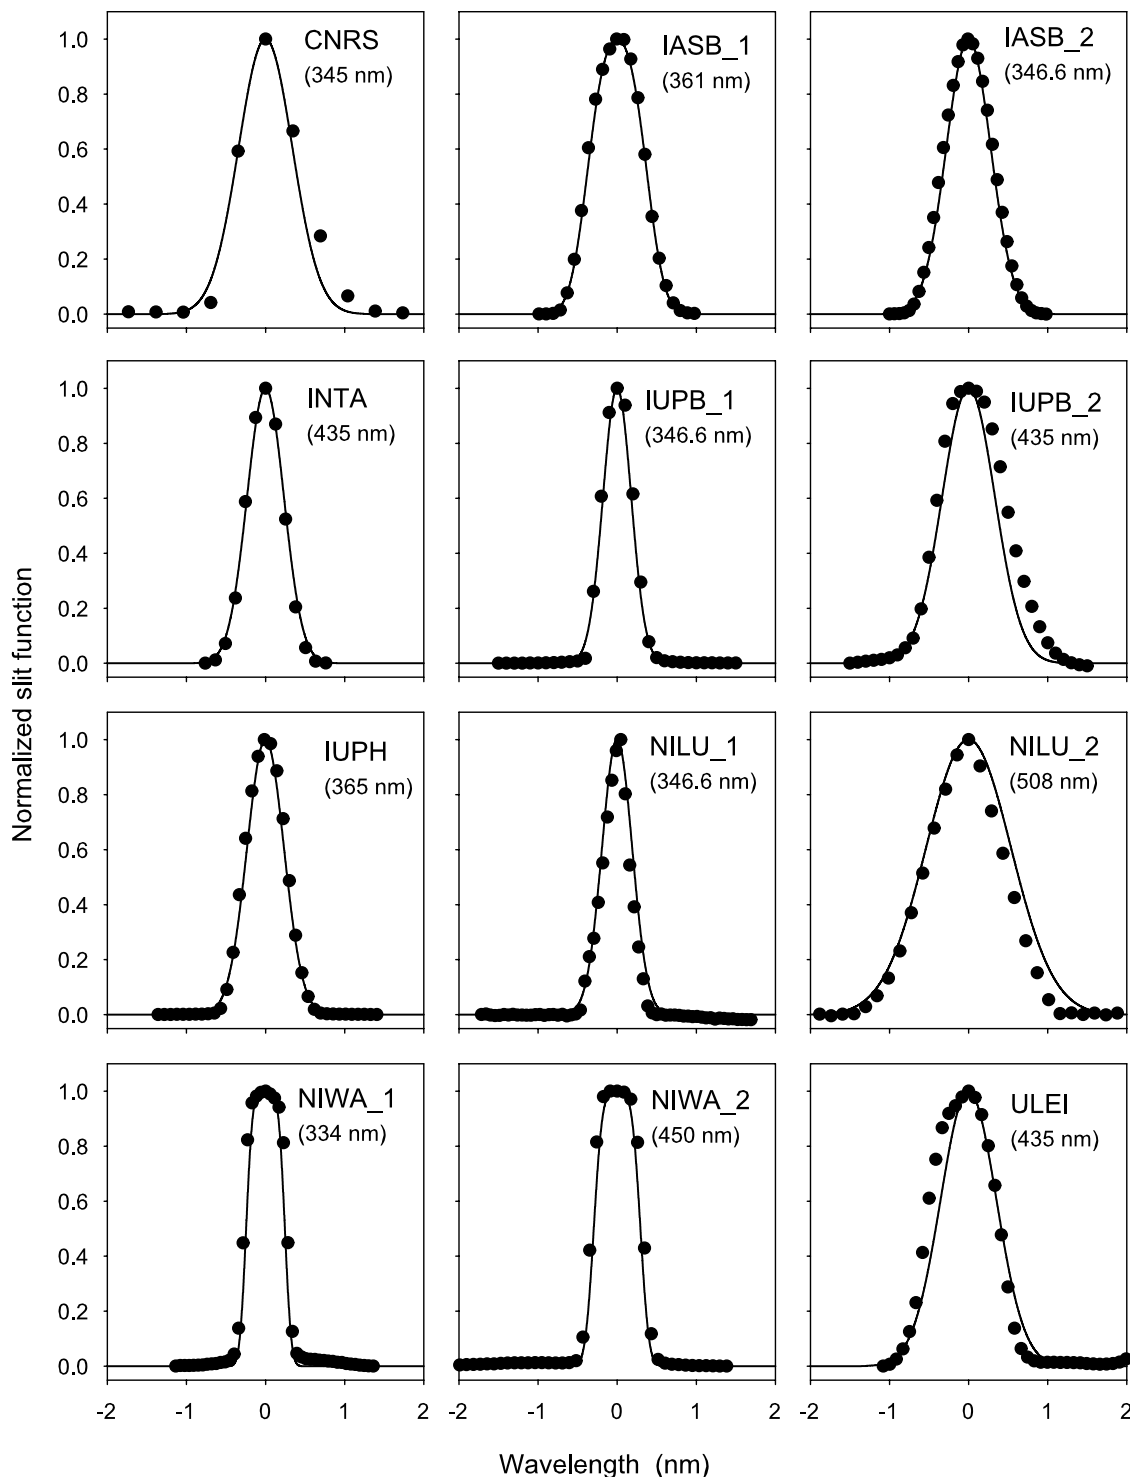 CNRS
(345 nm)
IASB_1
(361 nm)
IASB_2
(346.6 nm)
1.0
0.8
0.6
0.4
0.2
0.0
INTA
(435 nm)
IUPB_1
(346.6 nm)
IUPB_2
(435 nm)
1.0
0.8
0.6
0.4
0.2
0.0
Normalized slit function
IUPH
(365 nm)
NILU_1
(346.6 nm)
NILU_2
(508 nm)
1.0
0.8
0.6
0.4
0.2
0.0
NIWA_1
(334 nm)
NIWA_2
(450 nm)
ULEI
(435 nm)
1.0
0.8
0.6
0.4
0.2
0.0
-2 -1 0 1 2
-2 -1 0 1 2
-2 -1 0 1 2
Wavelength (nm)